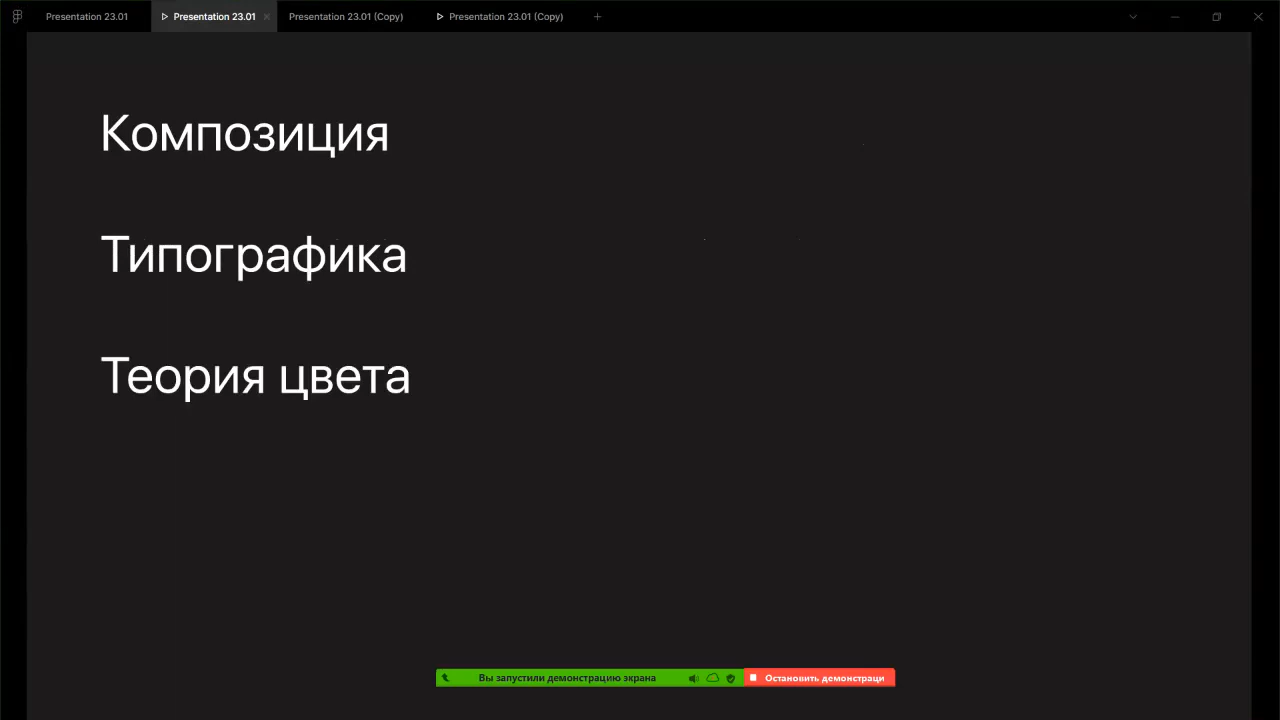 Presentation 23.01
Presentation 23.01
Presentation 23.01 (Copy)
Presentation 23.01 (Copy)
Композиция
Типографика
Теория цвета
Вы запустили демонстрацию экрана
Остановить демонстраци